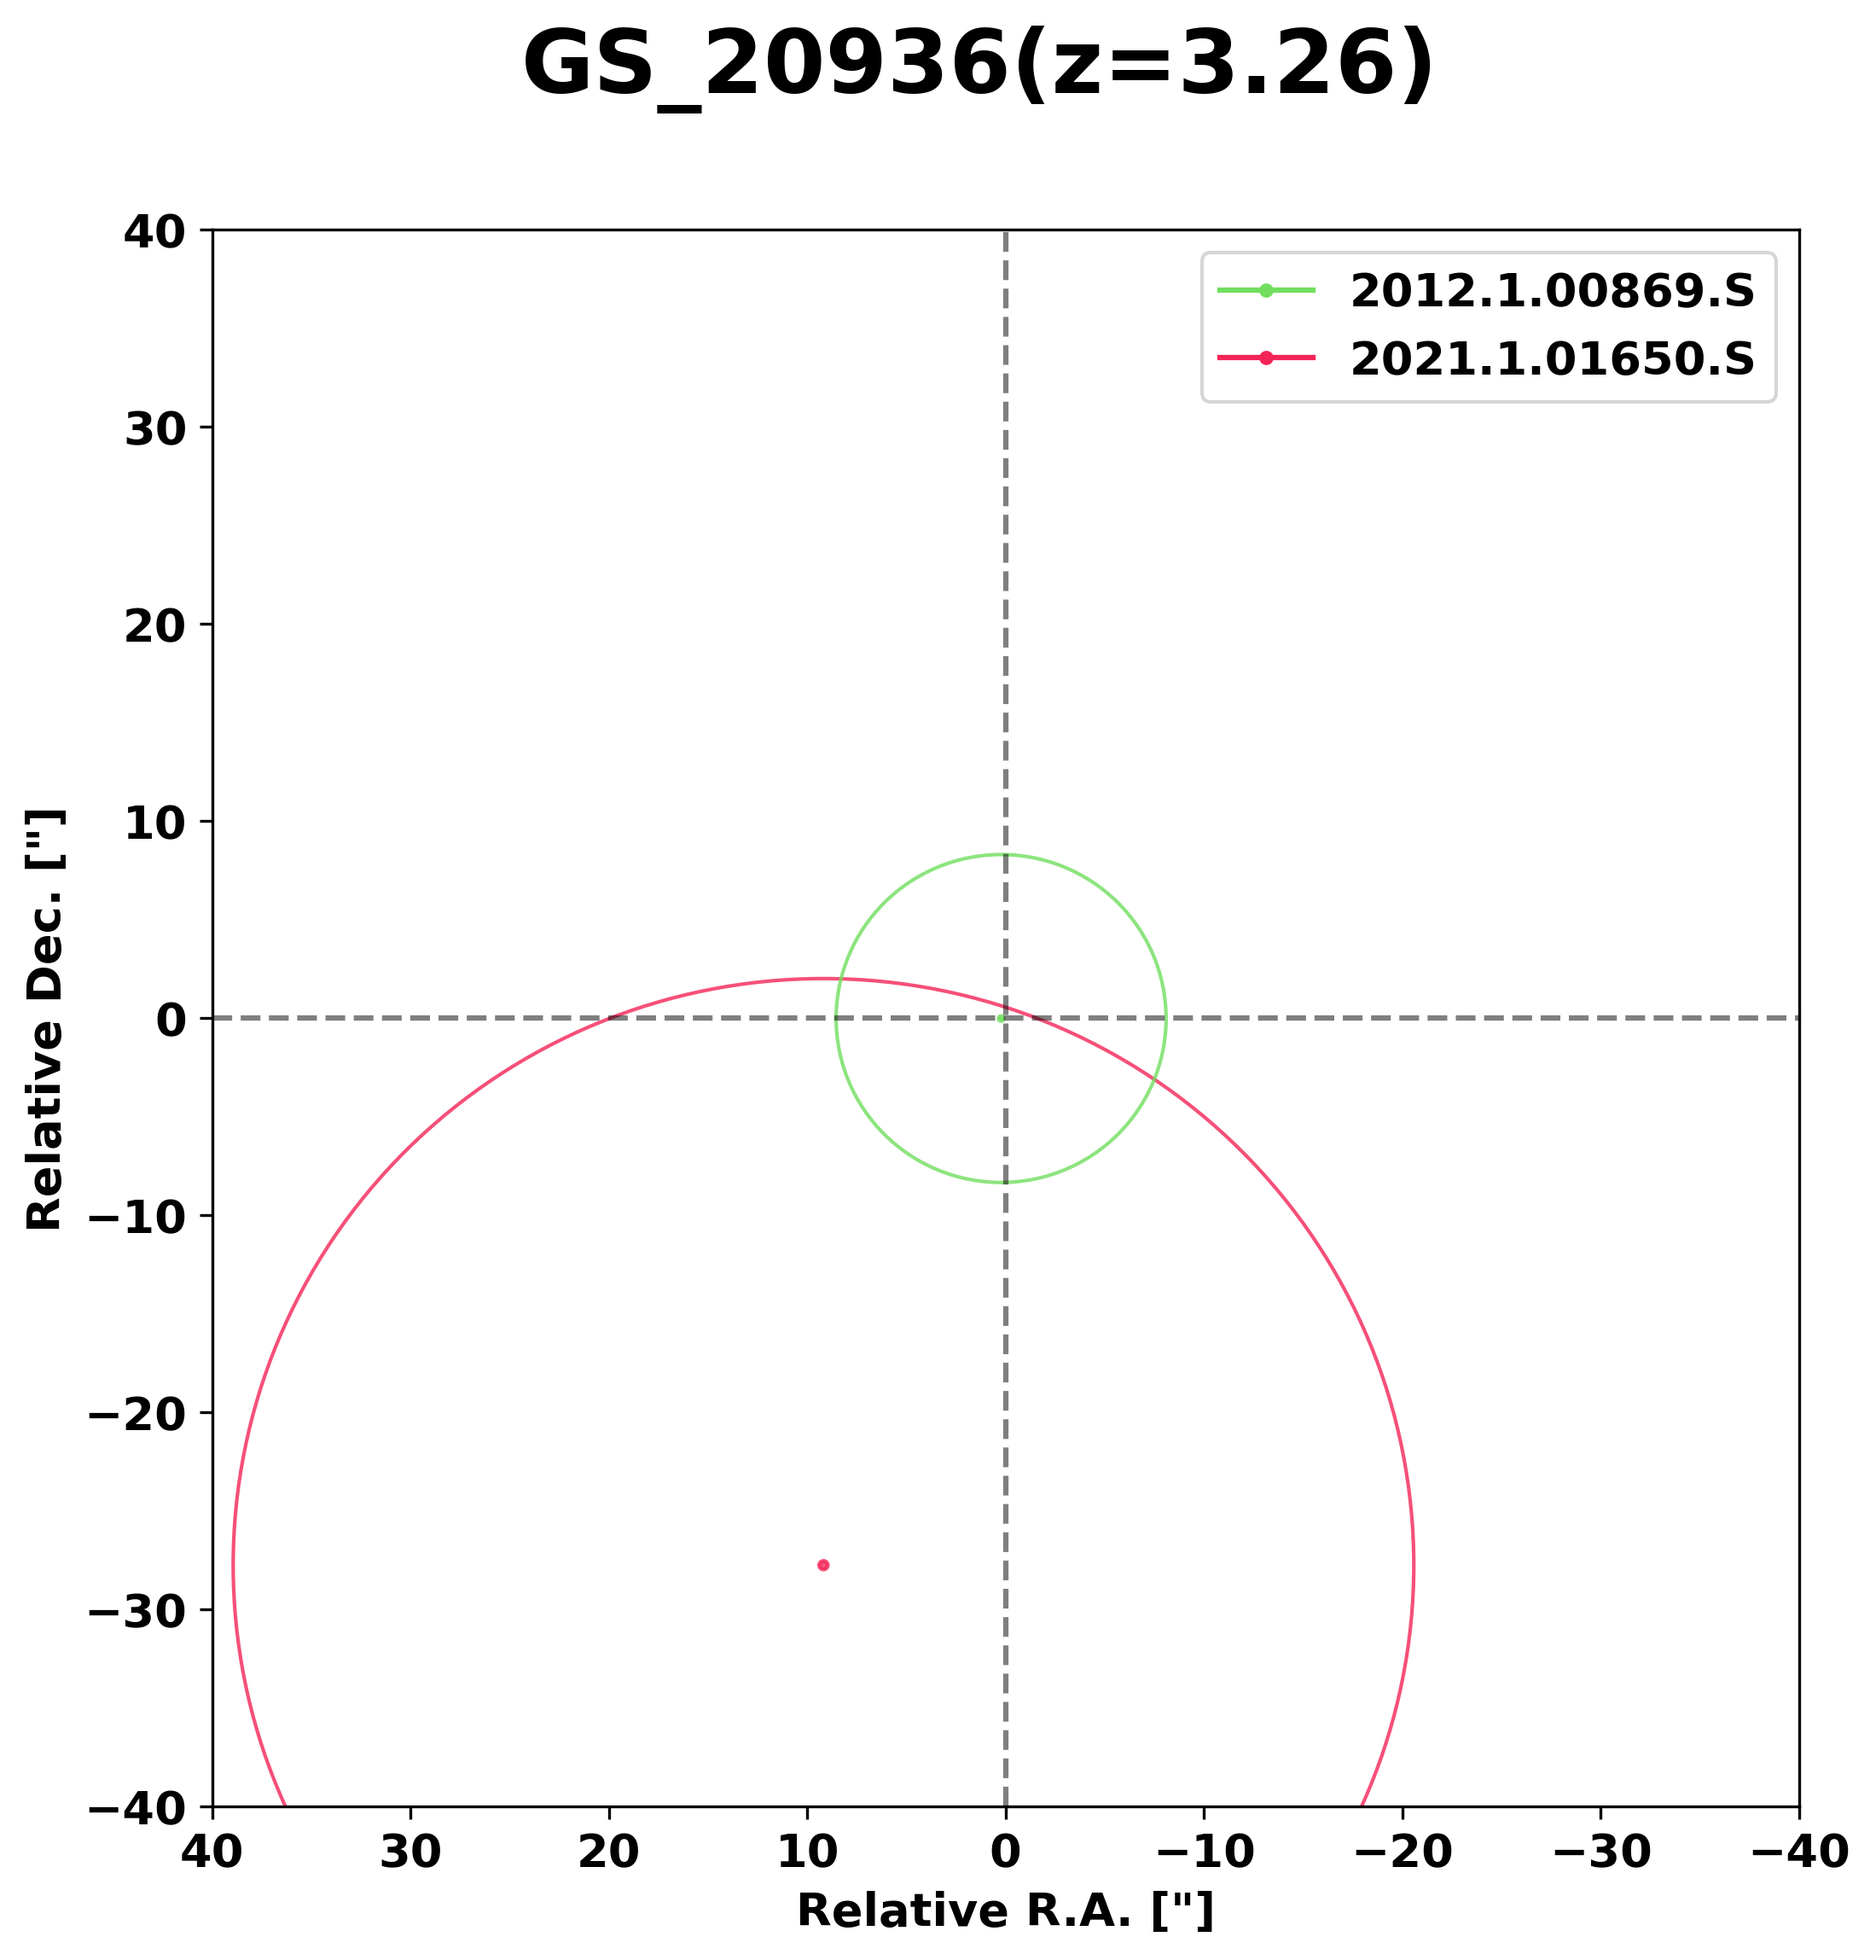 GS_20936(z=3.26)
2012.1.00869.S
2021.1.01650.S
40
30
20
10
0
−10
−20
−30
−40
Relative Dec. ["]
40 30 20 10 0 −10 −20 −30 −40
Relative R.A. ["]